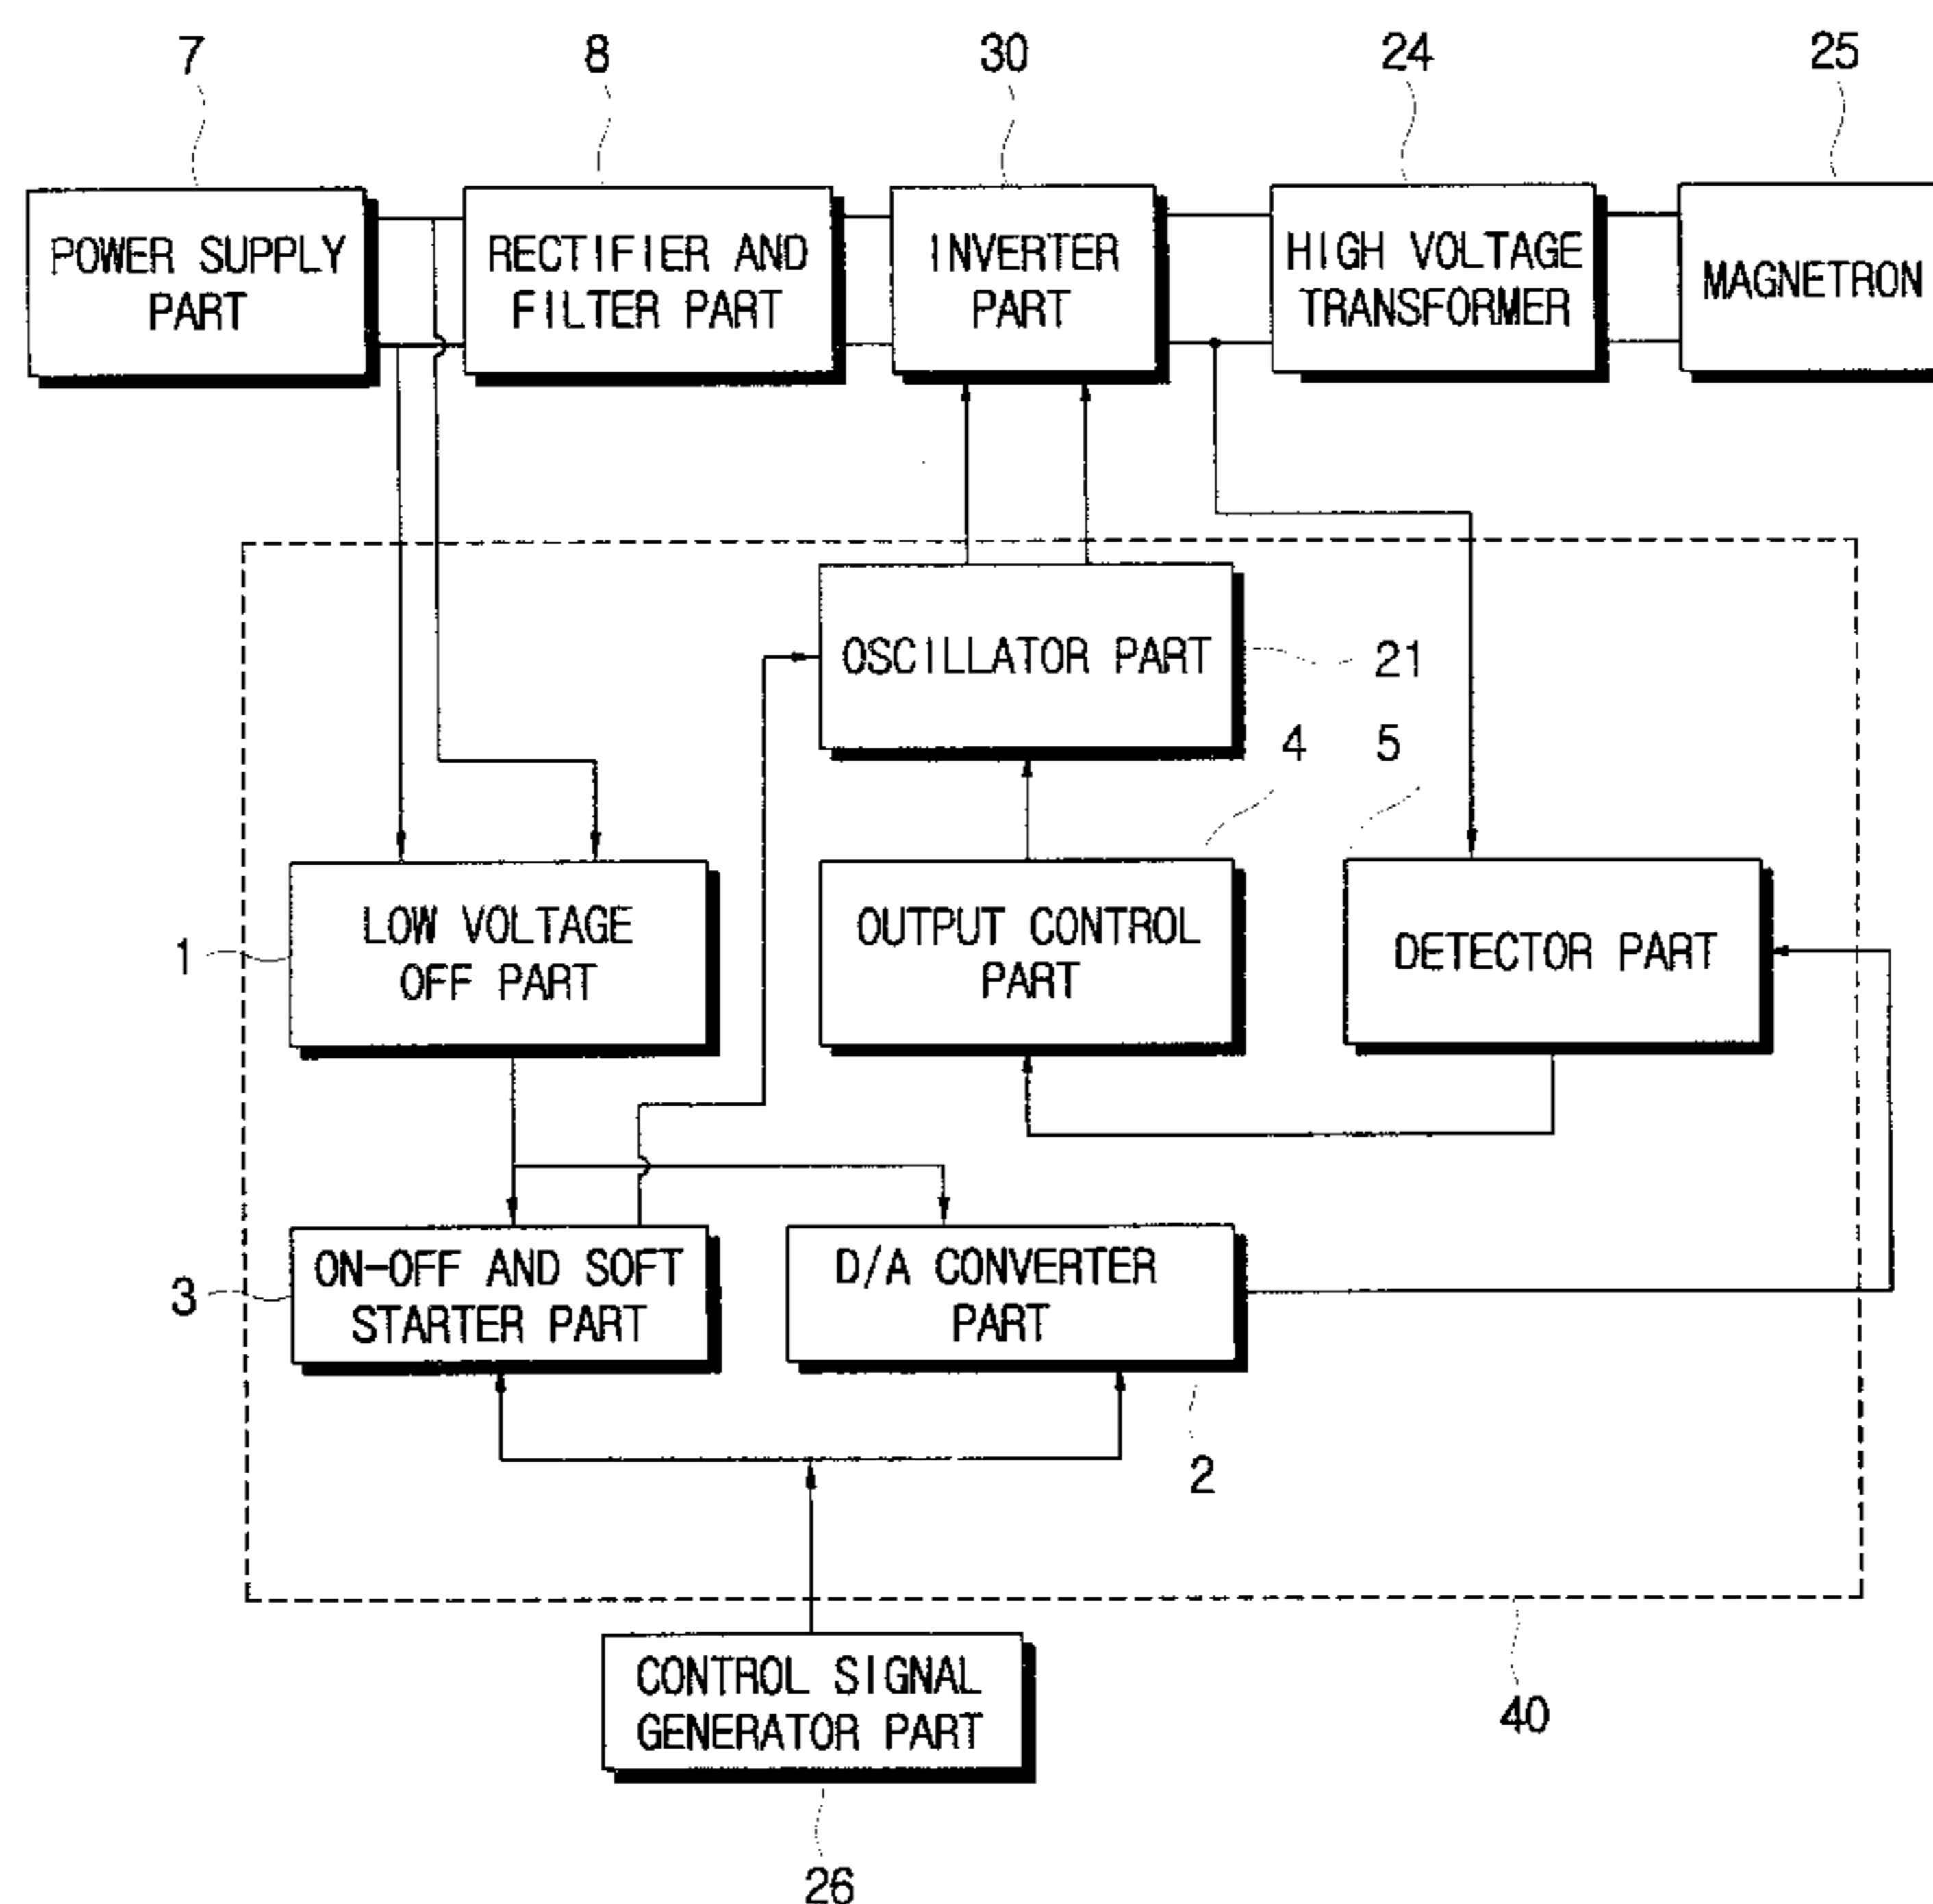 7
8
30
24
25
POWER SUPPLY
PART
RECTIFIER AND
FILTER PART
INVERTER
PART
HIGH VOLTAGE
TRANSFORMER
MAGNETRON
OSCILLATOR PART
21
4
5
1
LOW VOLTAGE
OFF PART
OUTPUT CONTROL
PART
DETECTOR PART
3
ON-OFF AND SOFT
STARTER PART
D/A CONVERTER
PART
2
CONTROL SIGNAL
GENERATOR PART
40
26